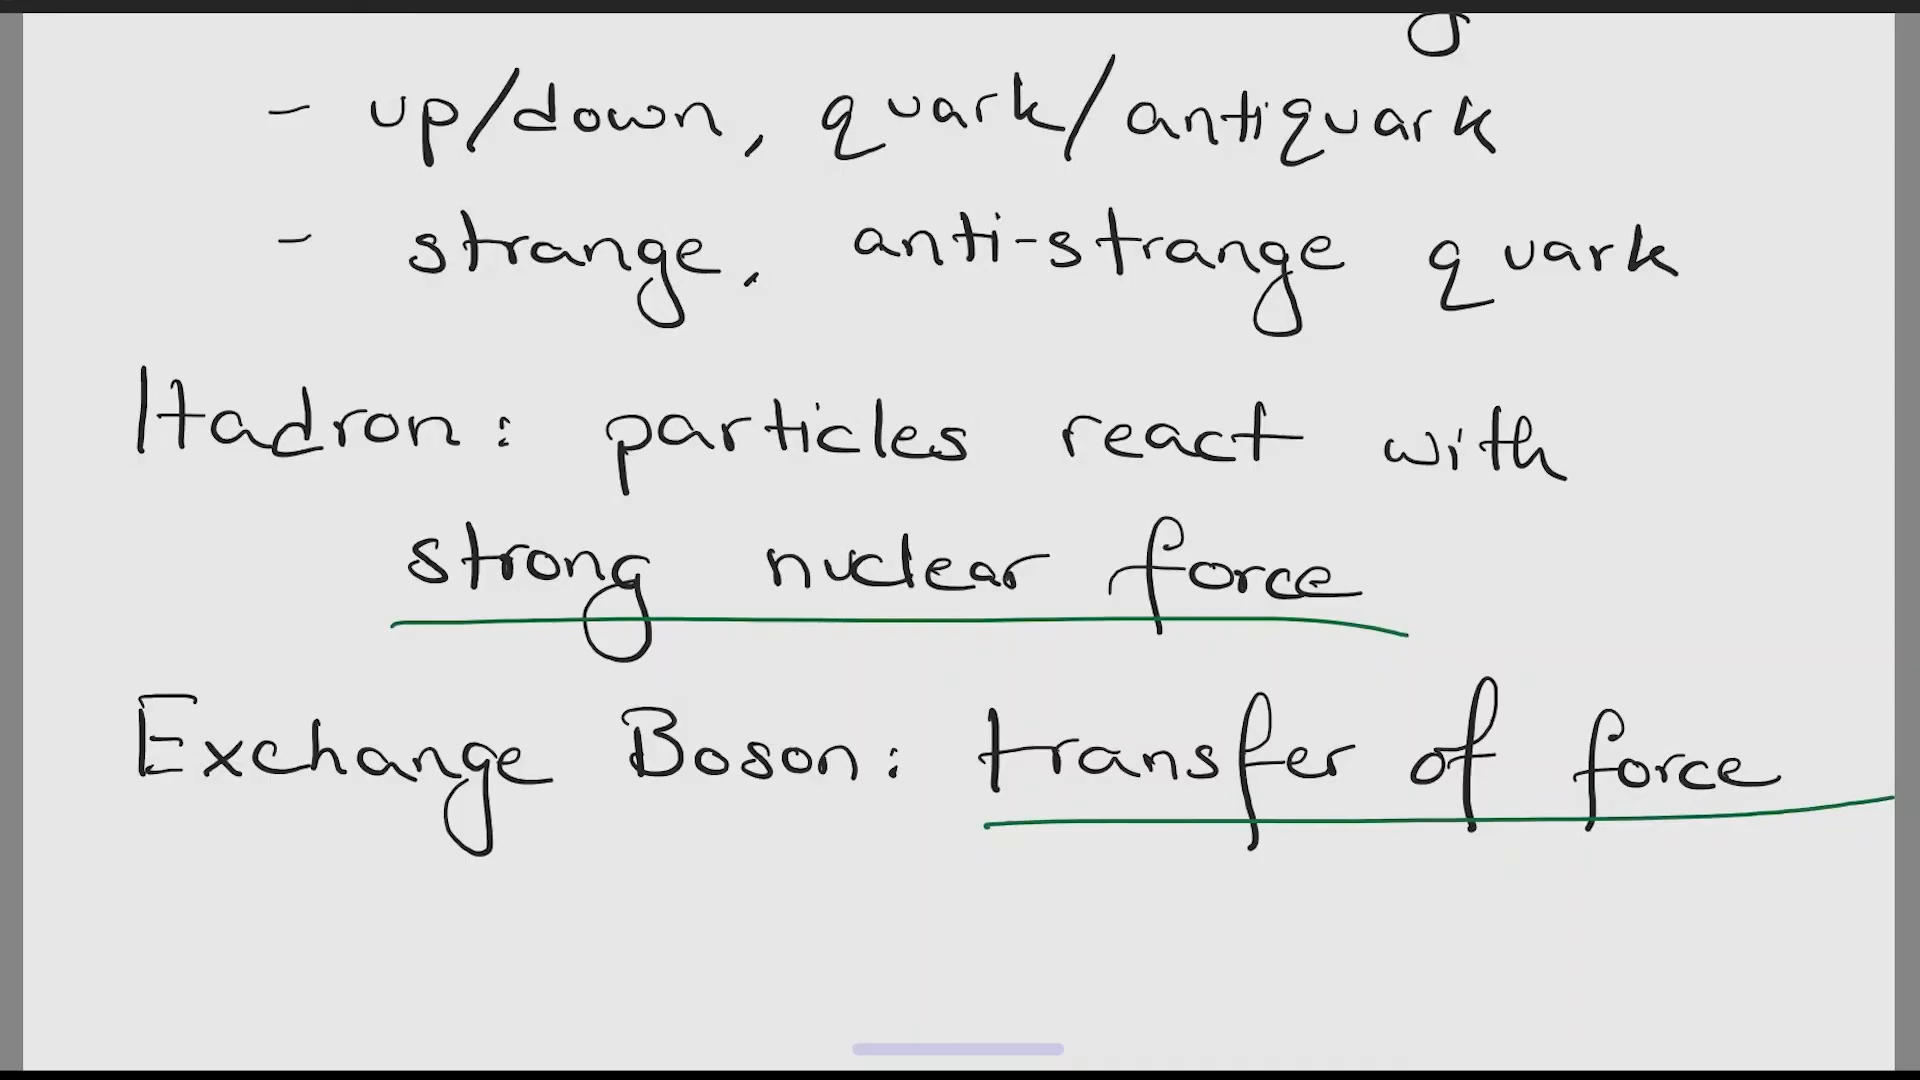 - up/down, quark/antiquark
- strange, anti-strange quark
Hadron: particles react with
strong nuclear force
Exchange Boson: transfer of force